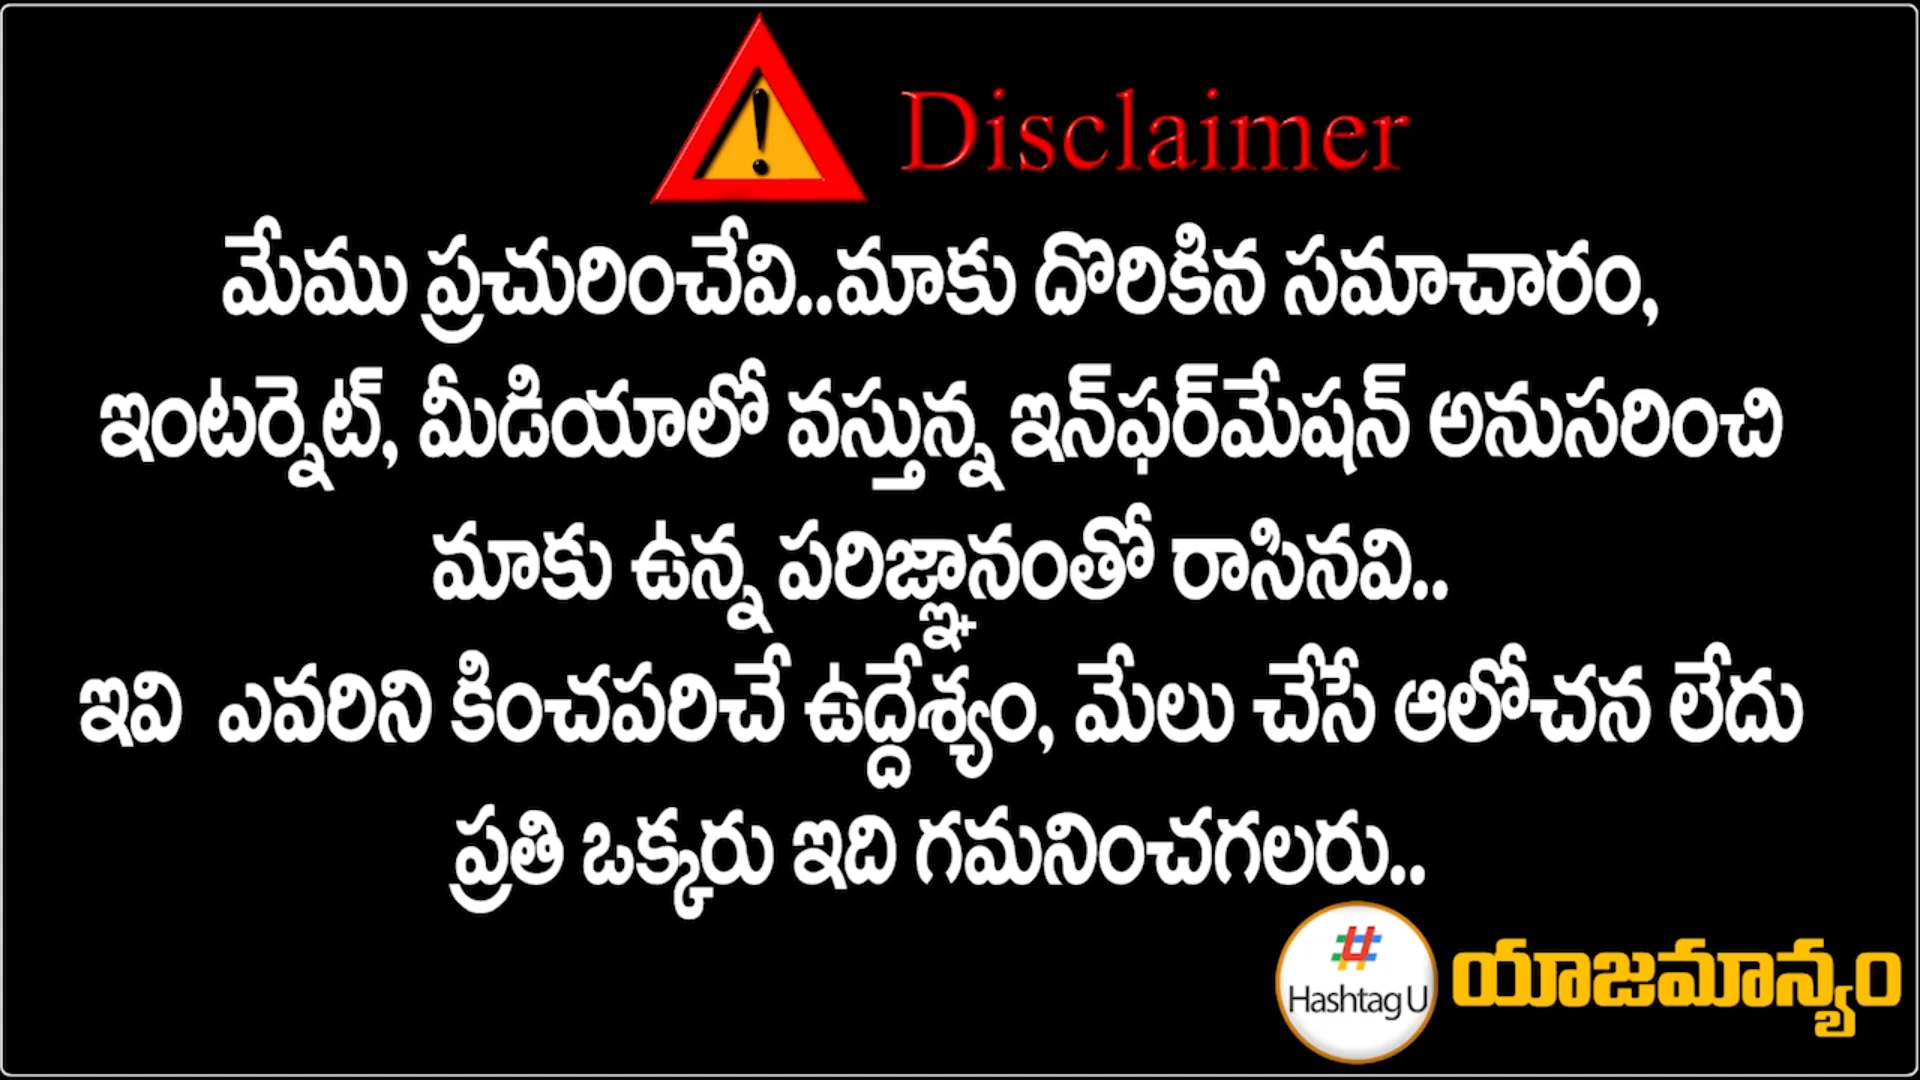 Disclaimer
మేము ప్రచురించేవి..మాకు దొరికిన సమాచారం,
ఇంటర్నెట్, మీడియాలో వస్తున్న ఇన్‌ఫర్‌మేషన్ అనుసరించి
మాకు ఉన్న పరిజ్ఞానంతో రాసినవి..
ఇవి ఎవరిని కించపరిచే ఉద్దేశ్యం, మేలు చేసే ఆలోచన లేదు
ప్రతి ఒక్కరు ఇది గమనించగలరు..
#
Hashtag U
యాజమాన్యం